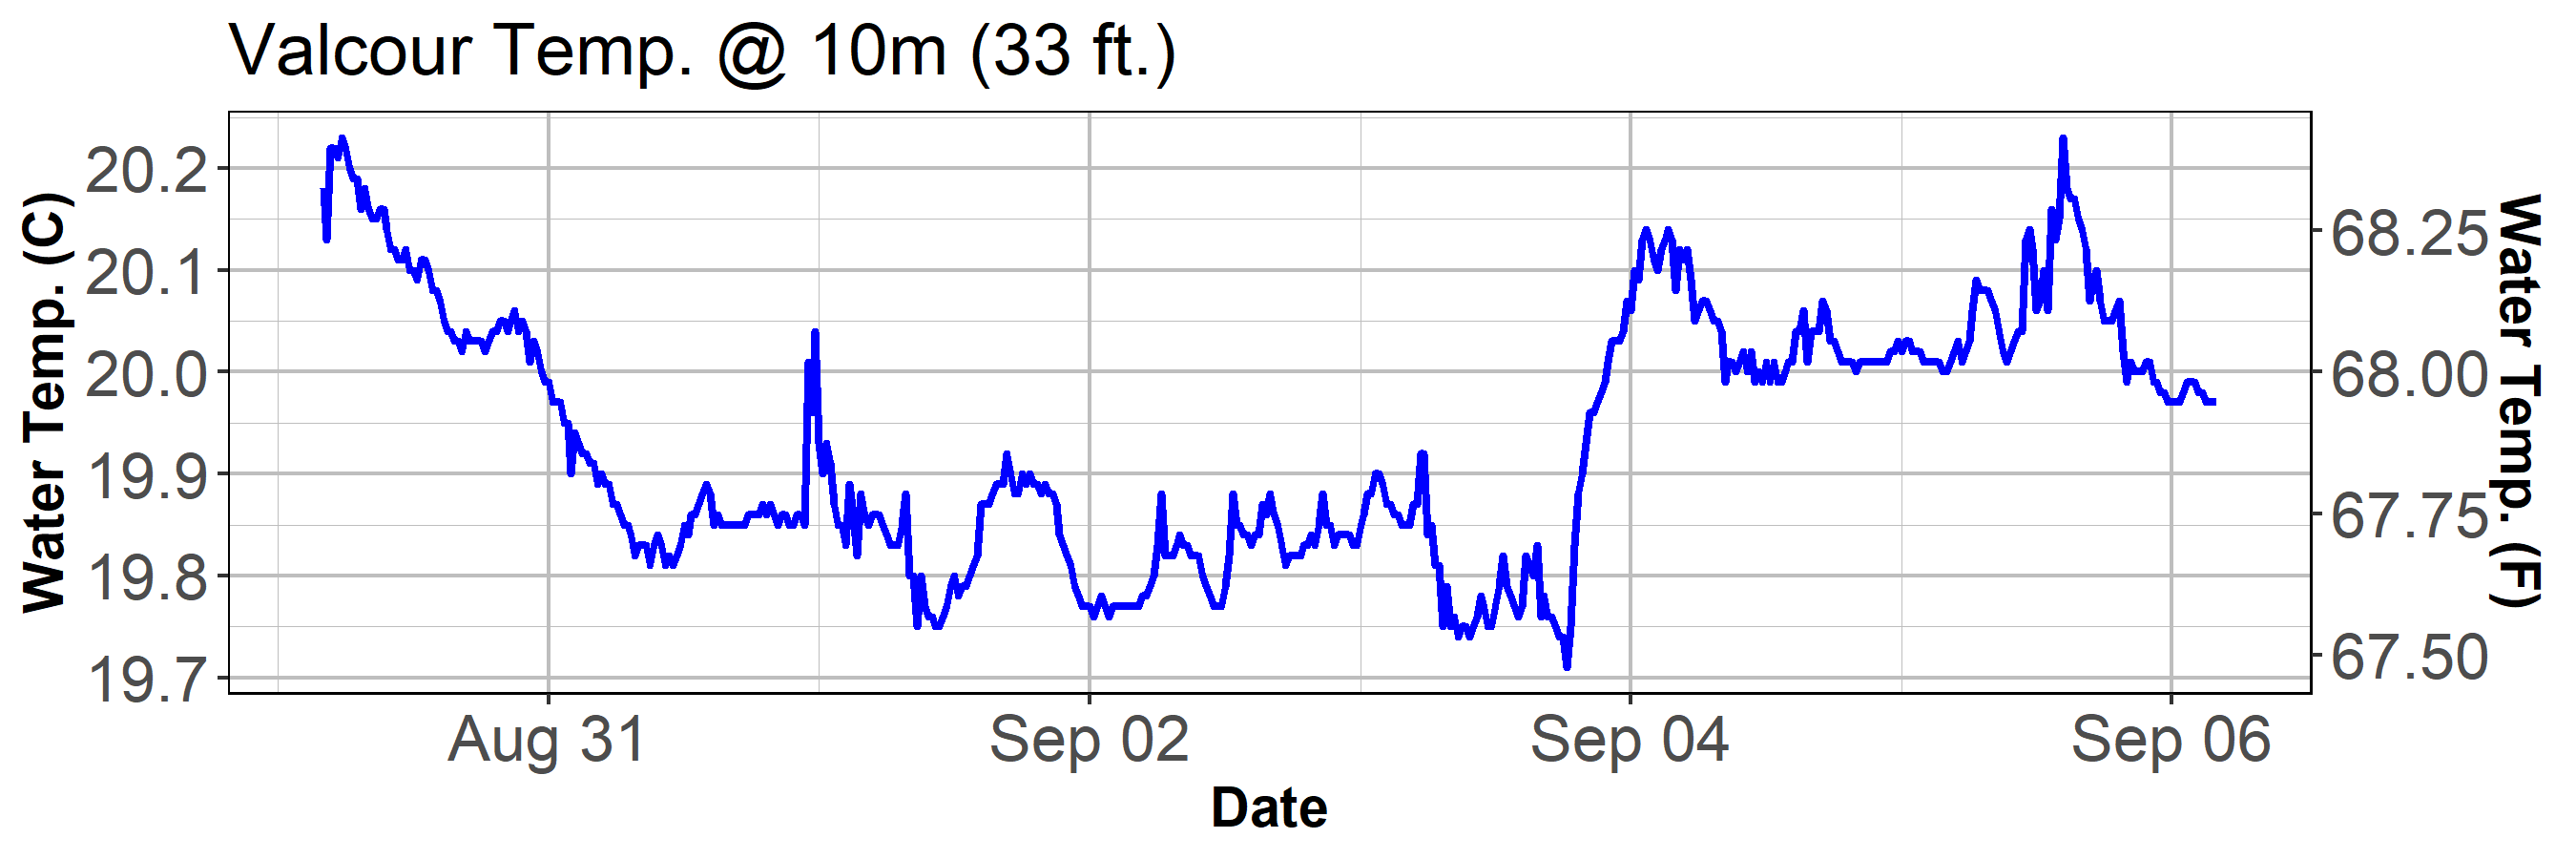 Valcour Temp. @ 10m (33 ft.)
Water Temp. (C)
20.2
20.1
20.0
19.9
19.8
19.7
68.25
68.00
67.75
67.50
Water Temp. (F)
Aug 31
Sep 02
Sep 04
Sep 06
Date